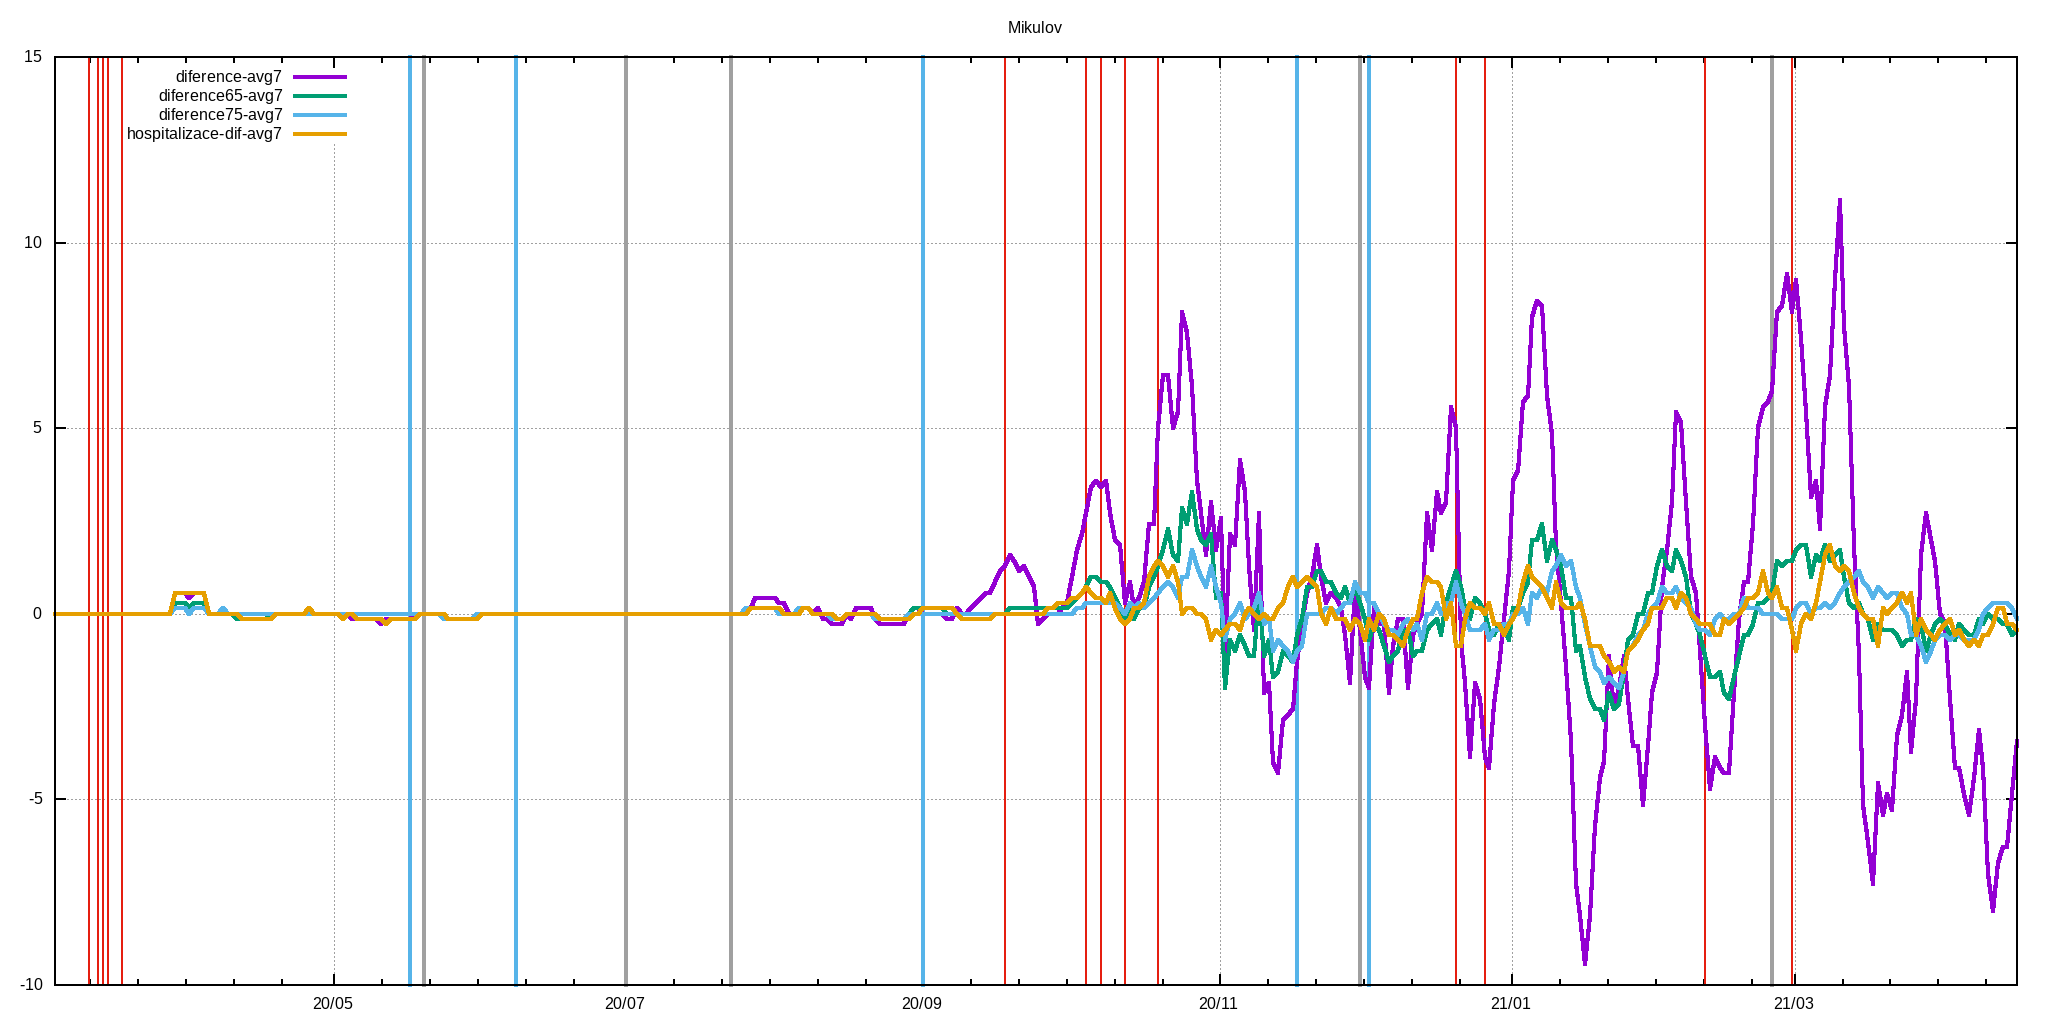 Mikulov
15
diference-avg7
diference65-avg7
diference75-avg7
hospitalizace-dif-avg7
10
5
0
-5
-10
20/05 20/07 20/09 20/11 21/01 21/03